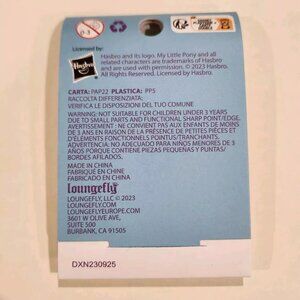 0-3
Licensed by:
Hasbro
Hasbro and its logo, My Little Pony and all
related characters are trademarks of Hasbro
and are used with permission. © 2023 Hasbro.
All Rights Reserved. Licensed by Hasbro.
CARTA: PAP22 PLASTICA: PP5
RACCOLTA DIFFERENZIATA.
VERIFICA LE DISPOSIZIONI DEL TUO COMUNE
WARNING: NOT SUITABLE FOR CHILDREN UNDER 3 YEARS
DUE TO SMALL PARTS AND FUNCTIONAL SHARP POINT/EDGE.
AVERTISSEMENT : NE CONVIENT PAS AUX ENFANTS DE MOINS
DE 3 ANS EN RAISON DE LA PRÉSENCE DE PETITES PIÈCES ET
D'ÉLÉMENTS FONCTIONNELS POINTUS/TRANCHANTS.
ADVERTENCIA: NO ADECUADO PARA NIÑOS MENORES DE 3
AÑOS PORQUE CONTIENE PIEZAS PEQUEÑAS Y PUNTAS/
BORDES AFILADOS.
MADE IN CHINA
FABRIQUÉ EN CHINE
FABRICADO EN CHINA
loungefly
LOUNGEFLY, LLC © 2023
LOUNGEFLY.COM
LOUNGEFLYEUROPE.COM
3601 W OLIVE AVE,
SUITE 500
BURBANK, CA 91505
DXN230925